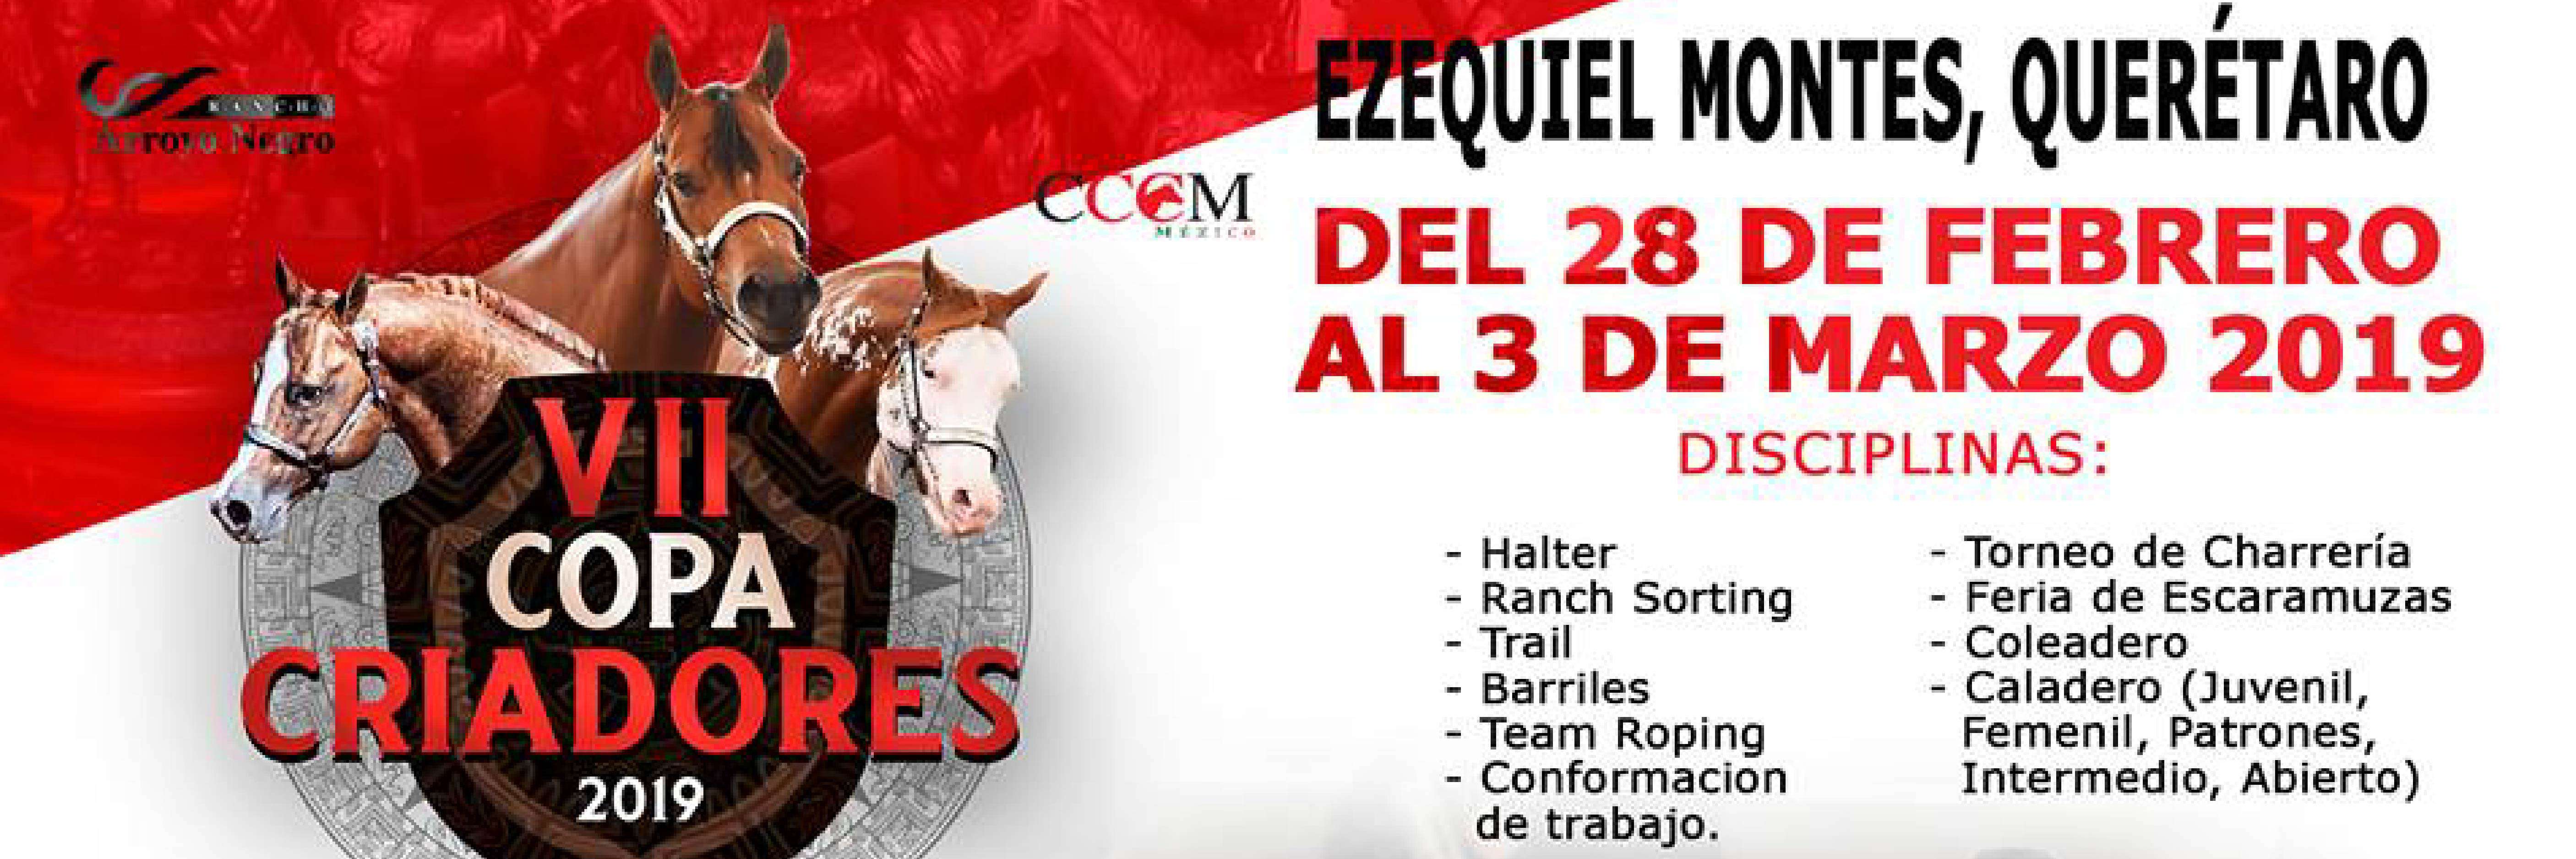 RANCHO
Arroyo Negro
CCCM
MÉXICO
VII
COPA
CRIADORES
2019
EZEQUIEL MONTES, QUERÉTARO
DEL 28 DE FEBRERO
AL 3 DE MARZO 2019
DISCIPLINAS:
- Halter
- Ranch Sorting
- Trail
- Barriles
- Team Roping
- Conformacion
de trabajo.
- Torneo de Charrería
- Feria de Escaramuzas
- Coleadero
- Caladero (Juvenil,
Femenil, Patrones,
Intermedio, Abierto)